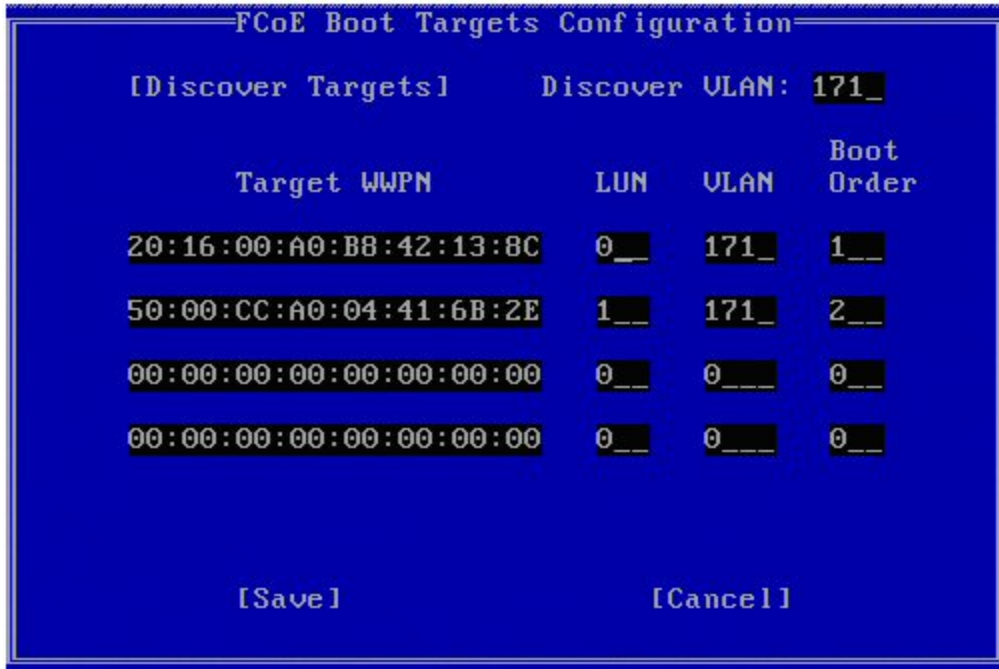 FCoE Boot Targets Configuration
[Discover Targets] Discover VLAN: 171_
Boot
Target WWPN LUN VLAN Order
20:16:00:A0:B8:42:13:8C 0__ 171_ 1__
50:00:CC:A0:04:41:6B:2E 1__ 171_ 2__
00:00:00:00:00:00:00:00 0__ 0___ 0__
00:00:00:00:00:00:00:00 0__ 0___ 0__
[Save] [Cancel]